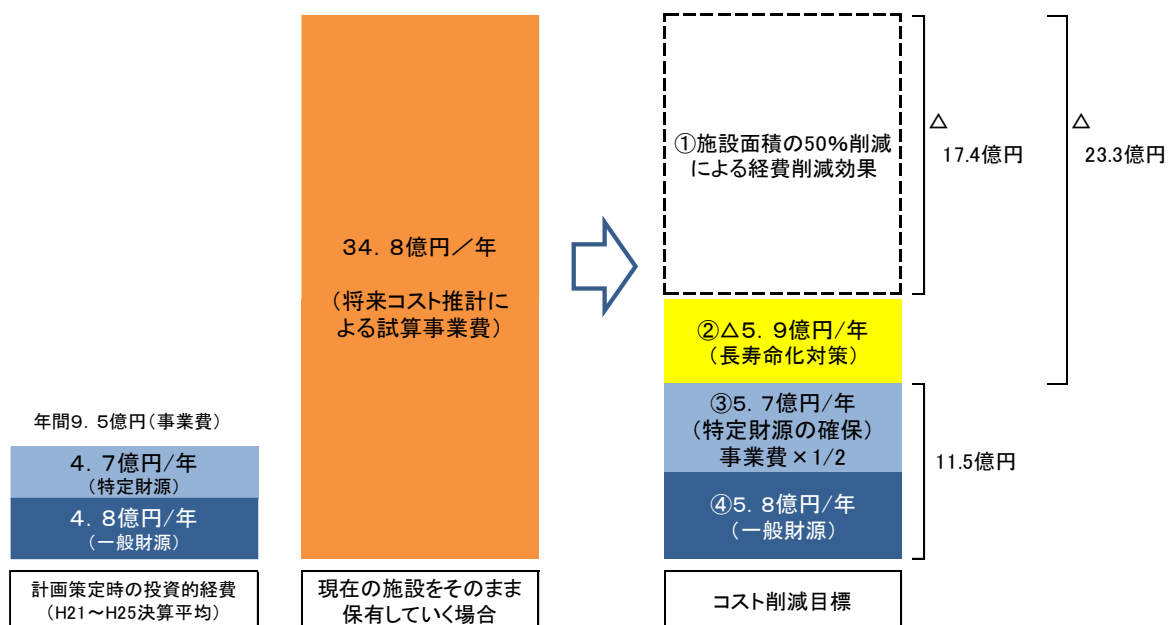 年間9．5億円（事業費）
4．7億円/年
（特定財源）
4．8億円/年
（一般財源）
計画策定時の投資的経費
（H21～H25決算平均）
34．8億円／年
（将来コスト推計に
よる試算事業費）
現在の施設をそのまま
保有していく場合
①施設面積の50％削減
による経費削減効果
②△5．9億円/年
（長寿命化対策）
③5．7億円/年
（特定財源の確保）
事業費×1/2
④5．8億円/年
（一般財源）
コスト削減目標
△
17.4億円
△
23.3億円
11.5億円